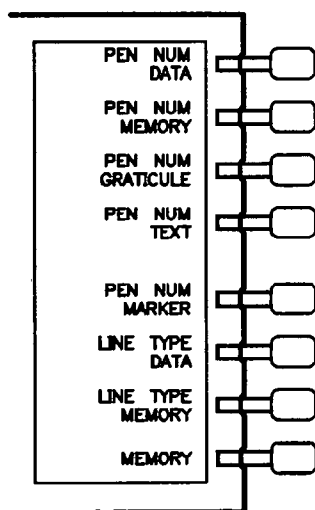 PEN NUM
DATA
PEN NUM
MEMORY
PEN NUM
GRATICULE
PEN NUM
TEXT
PEN NUM
MARKER
LINE TYPE
DATA
LINE TYPE
MEMORY
MEMORY